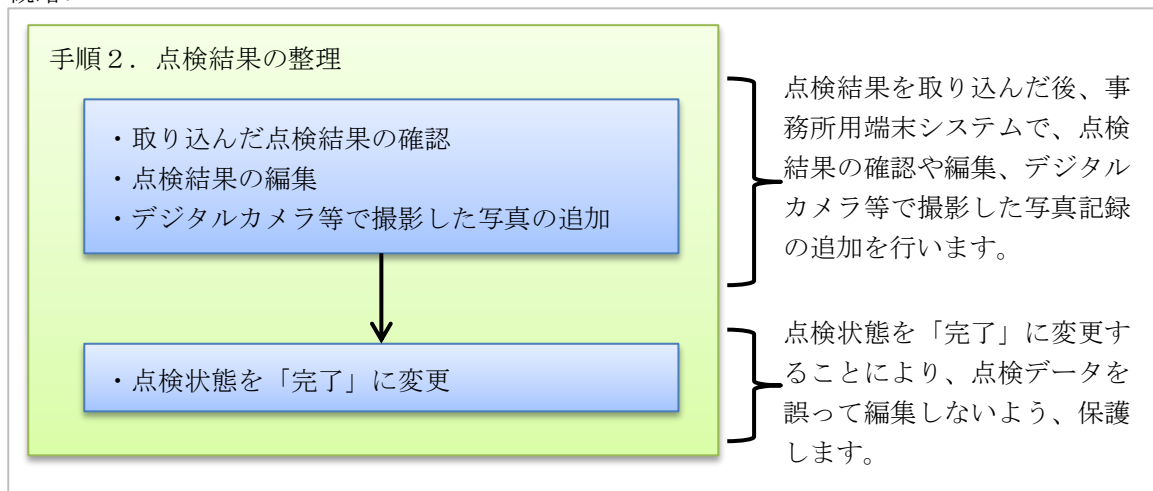 手順２．点検結果の整理
・取り込んだ点検結果の確認
・点検結果の編集
・デジタルカメラ等で撮影した写真の追加
点検結果を取り込んだ後、事
務所用端末システムで、点検
結果の確認や編集、デジタル
カメラ等で撮影した写真記録
の追加を行います。
・点検状態を「完了」に変更
点検状態を「完了」に変更す
ることにより、点検データを
誤って編集しないよう、保護
します。